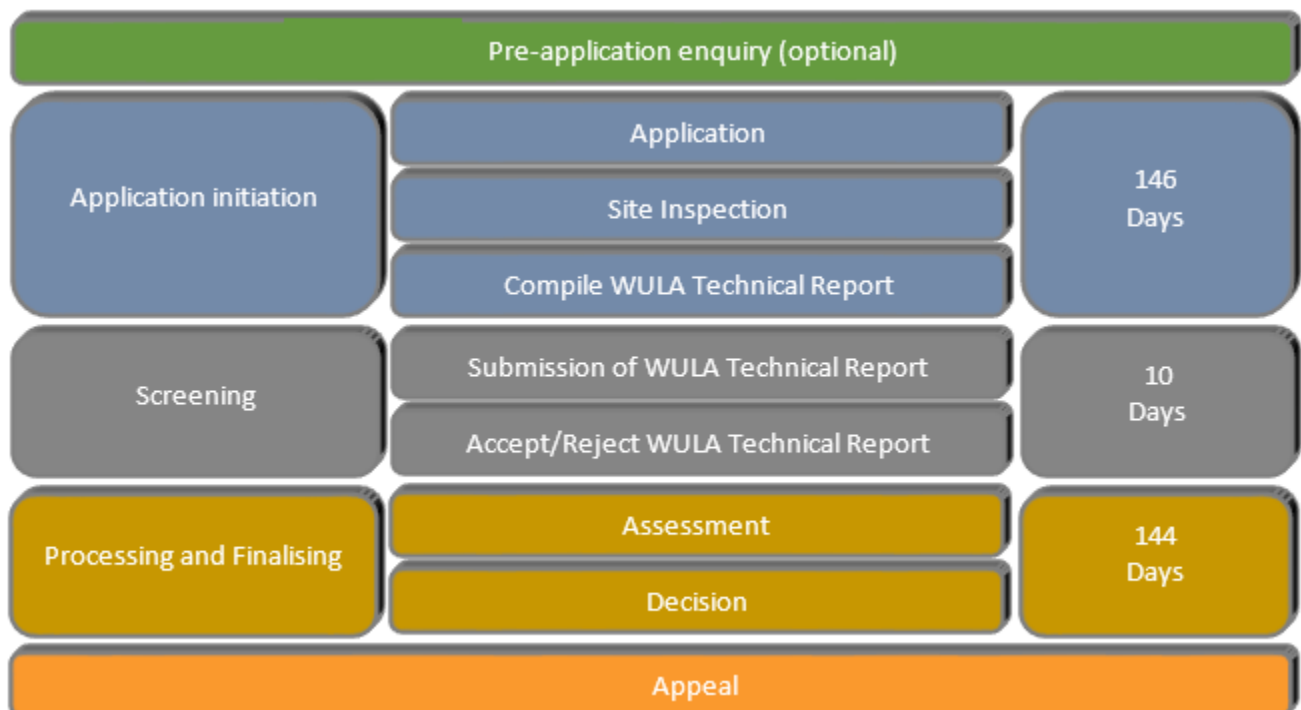 Pre-application enquiry (optional)
Application initiation
Application
Site Inspection
Compile WULA Technical Report
146
Days
Screening
Submission of WULA Technical Report
Accept/Reject WULA Technical Report
10
Days
Processing and Finalising
Assessment
Decision
144
Days
Appeal